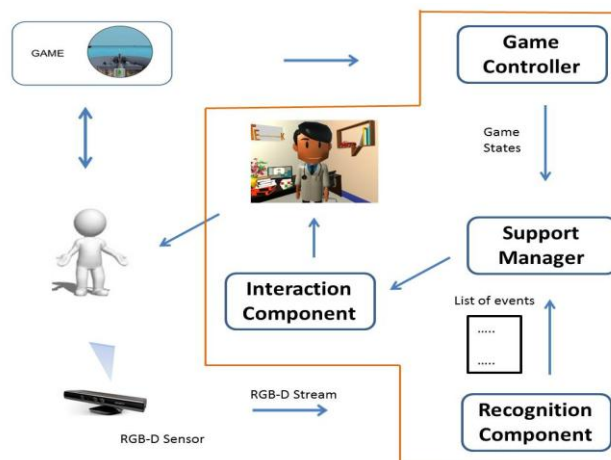 GAME
Game
Controller
Game
States
Support
Manager
Interaction
Component
List of events
.....
.....
RGB-D Stream
RGB-D Sensor
Recognition
Component